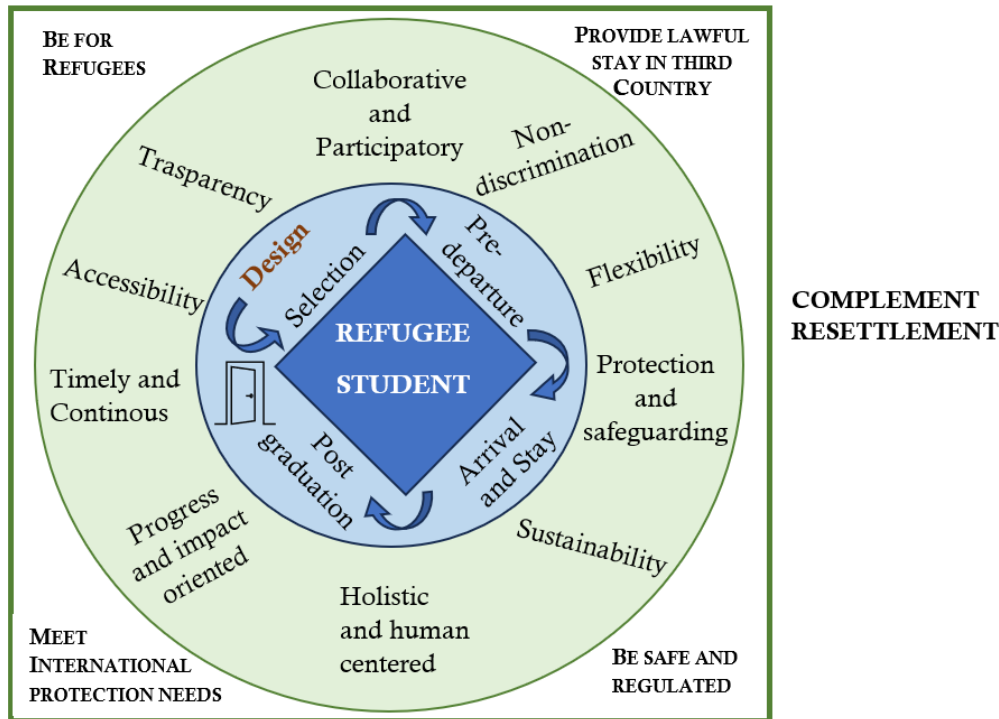 BE FOR
REFUGEES
PROVIDE LAWFUL
STAY IN THIRD
COUNTRY
Collaborative
and
Participatory
Non-
discrimination
Trasparency
Flexibility
Accessibility
Design
Selection
Pre-
departure
COMPLEMENT
RESETTLEMENT
REFUGEE
STUDENT
Timely and
Continous
Protection
and
safeguarding
Post
graduation
Arrival and Stay
Progress
and impact
oriented
Sustainability
Holistic
and human
centered
MEET
INTERNATIONAL
PROTECTION NEEDS
BE SAFE AND
REGULATED